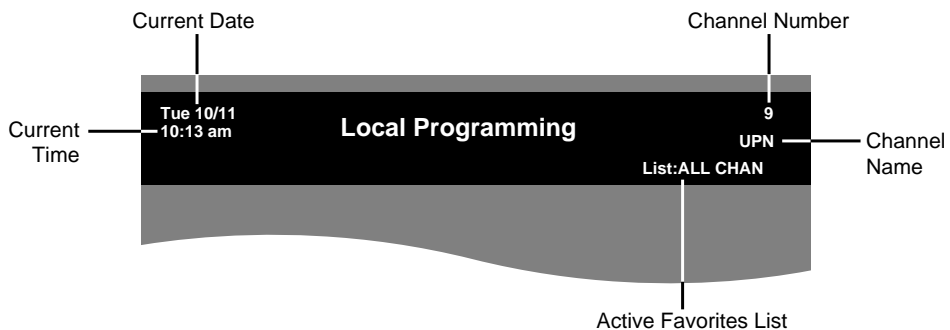 Current Date
Channel Number
Tue 10/11
10:13 am
Local Programming
9
UPN
List:ALL CHAN
Current
Time
Channel
Name
Active Favorites List